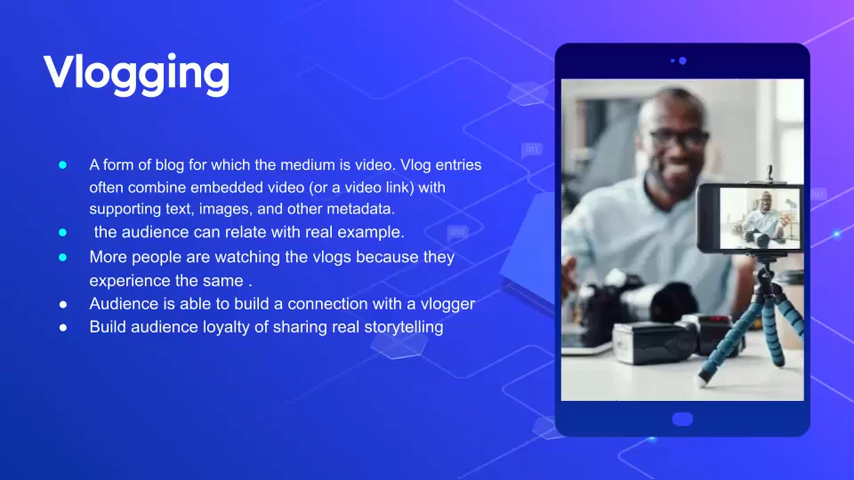 Vlogging
● A form of blog for which the medium is video. Vlog entries
often combine embedded video (or a video link) with
supporting text, images, and other metadata.
● the audience can relate with real example.
● More people are watching the vlogs because they
experience the same .
● Audience is able to build a connection with a vlogger
● Build audience loyalty of sharing real storytelling
011
010